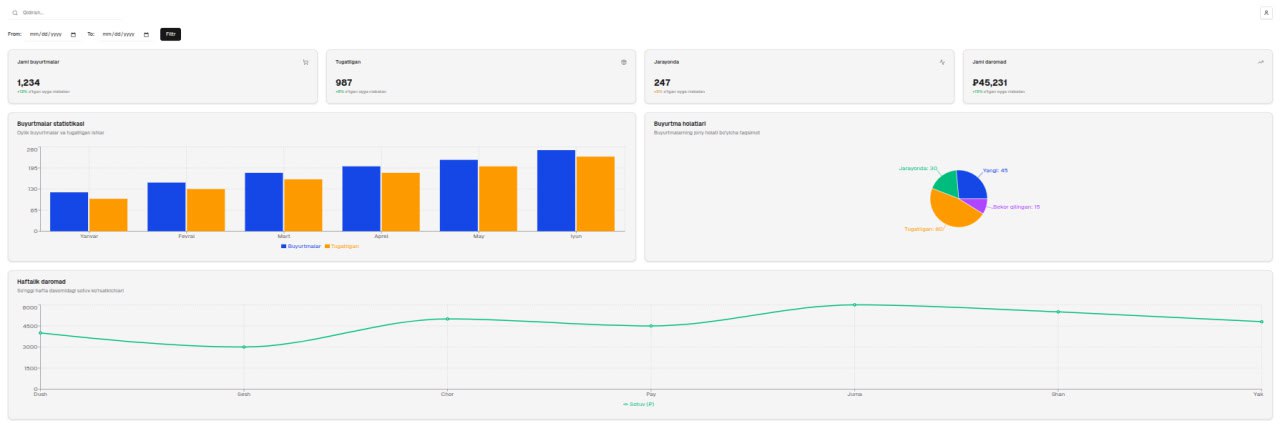 Qidirish...
From: mm/dd/yyyy To: mm/dd/yyyy Filtr
Jami buyurtmalar
1,234
+12% o'tgan oyga nisbatan
Tugatilgan
987
+8% o'tgan oyga nisbatan
Jarayonda
247
o'tgan oyga nisbatan
Jami daromad
₽45,231
o'tgan oyga nisbatan
Buyurtmalar statistikasi
Oylik buyurtmalar va tugatilgan ishlar
260
195
130
65
0
Yanvar Fevral Mart Aprel May Iyun
Buyurtmalar Tugatilgan
Buyurtma holatlari
Buyurtmalarning joriy holati bo'yicha taqsimot
Jarayonda: 30
Yangi: 45
Bekor qilingan: 15
Tugatilgan: 80
Haftalik daromad
So'nggi hafta davomidagi sotuv ko'rsatkichlari
6000
4500
3000
1500
0
Dush Sesh Chor Pay Juma Shan Yak
Sotuv (₽)